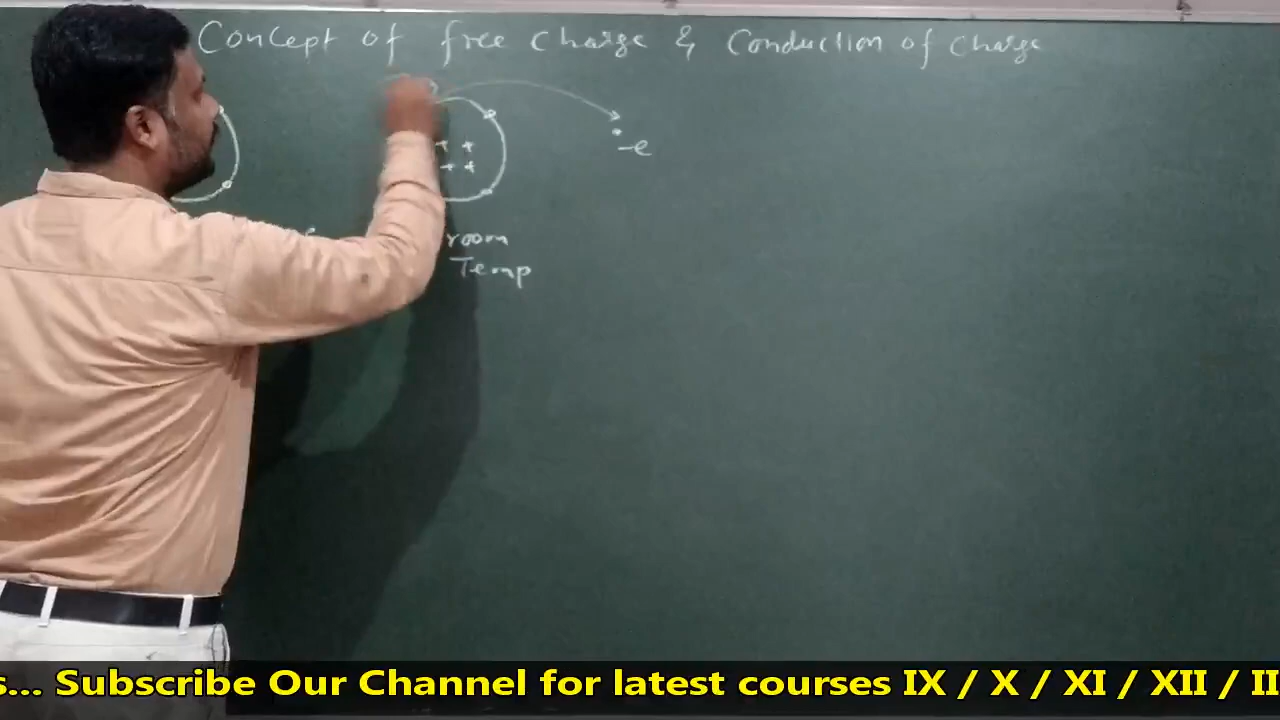 Concept of free charge & Conduction of charge
-e
room
Temp
s... Subscribe Our Channel for latest courses IX / X / XI / XII / II